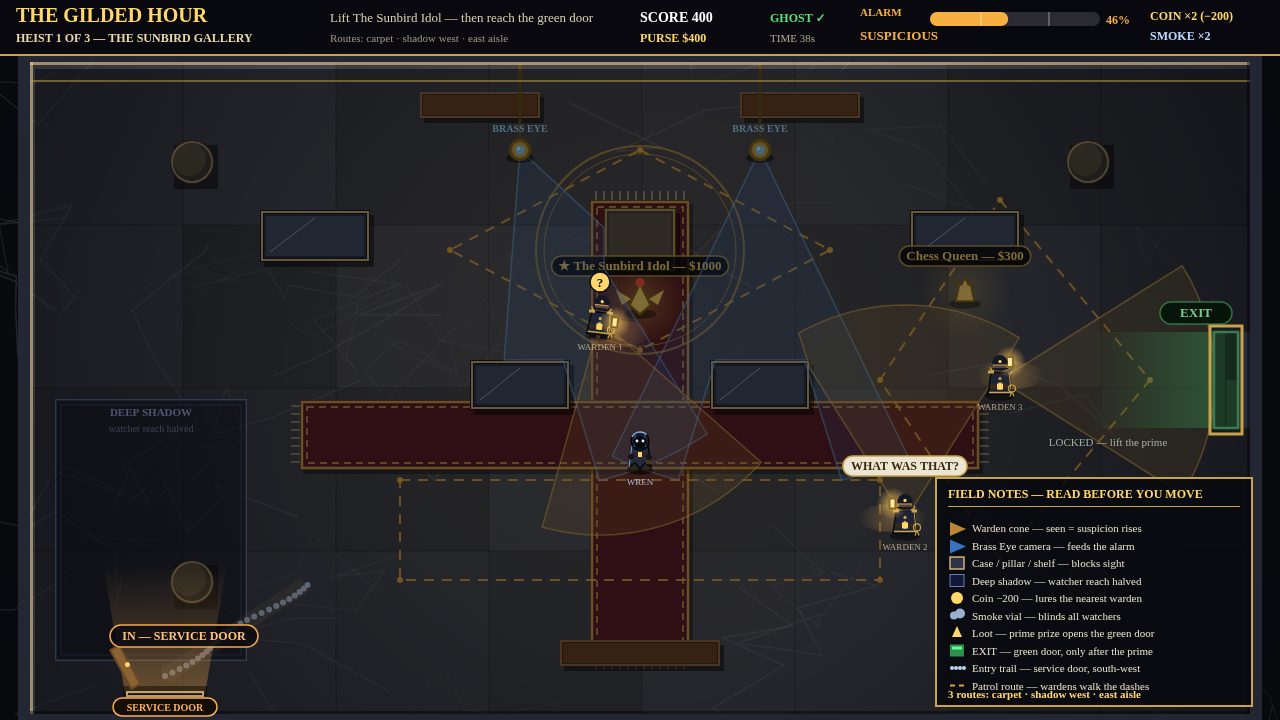 THE GILDED HOUR
HEIST 1 OF 3 — THE SUNBIRD GALLERY
Lift The Sunbird Idol — then reach the green door
Routes: carpet · shadow west · east aisle
SCORE 400
PURSE $400
GHOST ✓
TIME 38s
ALARM
SUSPICIOUS
46%
COIN ×2 (−200)
SMOKE ×2
BRASS EYE
BRASS EYE
★ The Sunbird Idol — $1000
Chess Queen — $300
?
WARDEN 1
EXIT
WARDEN 3
DEEP SHADOW
watcher reach halved
LOCKED — lift the prime
WHAT WAS THAT?
WREN
WARDEN 2
IN — SERVICE DOOR
SERVICE DOOR
FIELD NOTES — READ BEFORE YOU MOVE
Warden cone — seen = suspicion rises
Brass Eye camera — feeds the alarm
Case / pillar / shelf — blocks sight
Deep shadow — watcher reach halved
Coin −200 — lures the nearest warden
Smoke vial — blinds all watchers
Loot — prime prize opens the green door
EXIT — green door, only after the prime
Entry trail — service door, south-west
Patrol route — wardens walk the dashes
3 routes: carpet · shadow west · east aisle